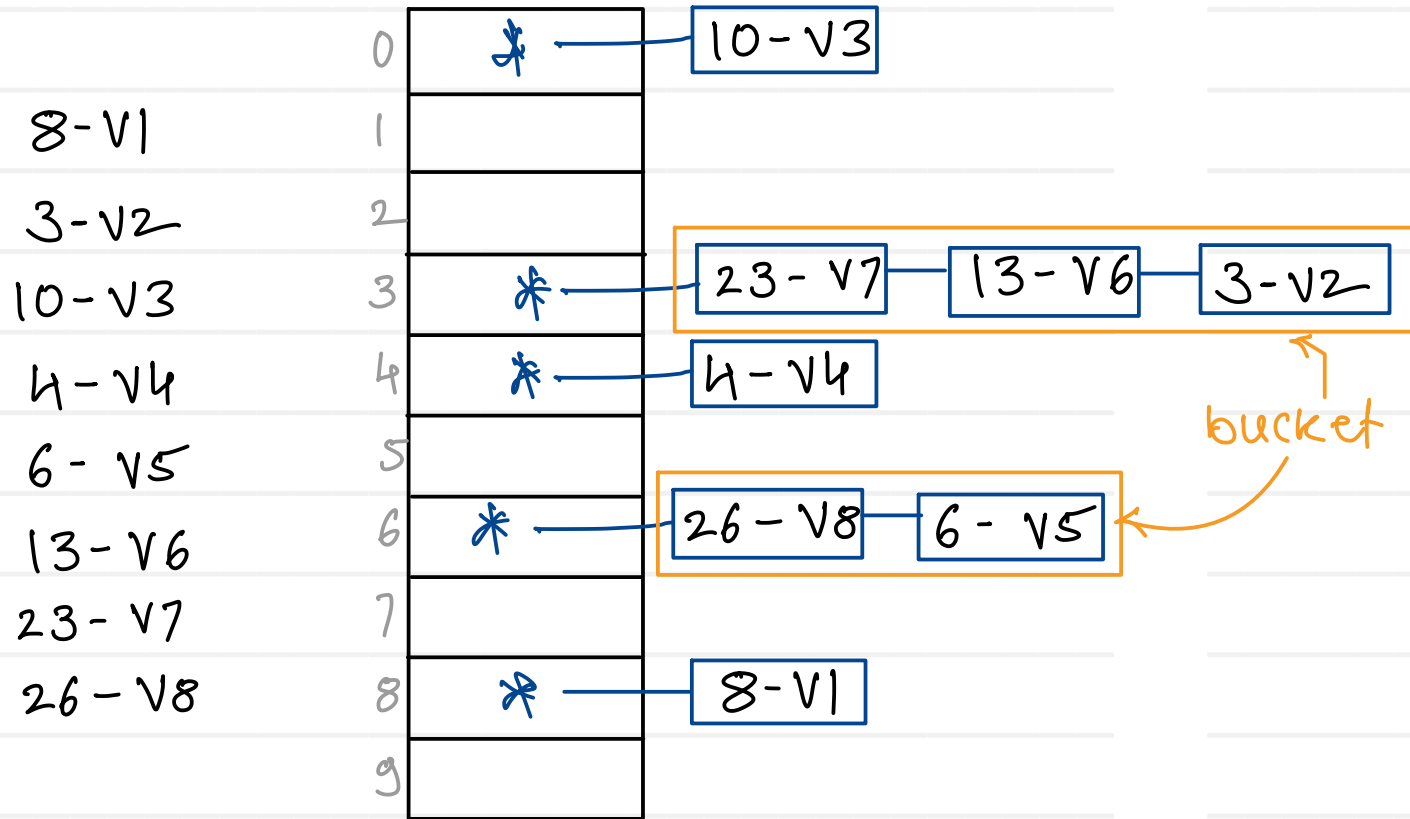 0 * 10-V3
8-V1 1
3-V2 2
10-V3 3 * 23-V7 13-V6 3-V2
4-V4 4 * 4-V4
bucket
6-V5 5
13-V6 6 * 26-V8 6-V5
23-V7 7
26-V8 8 * 8-V1
9